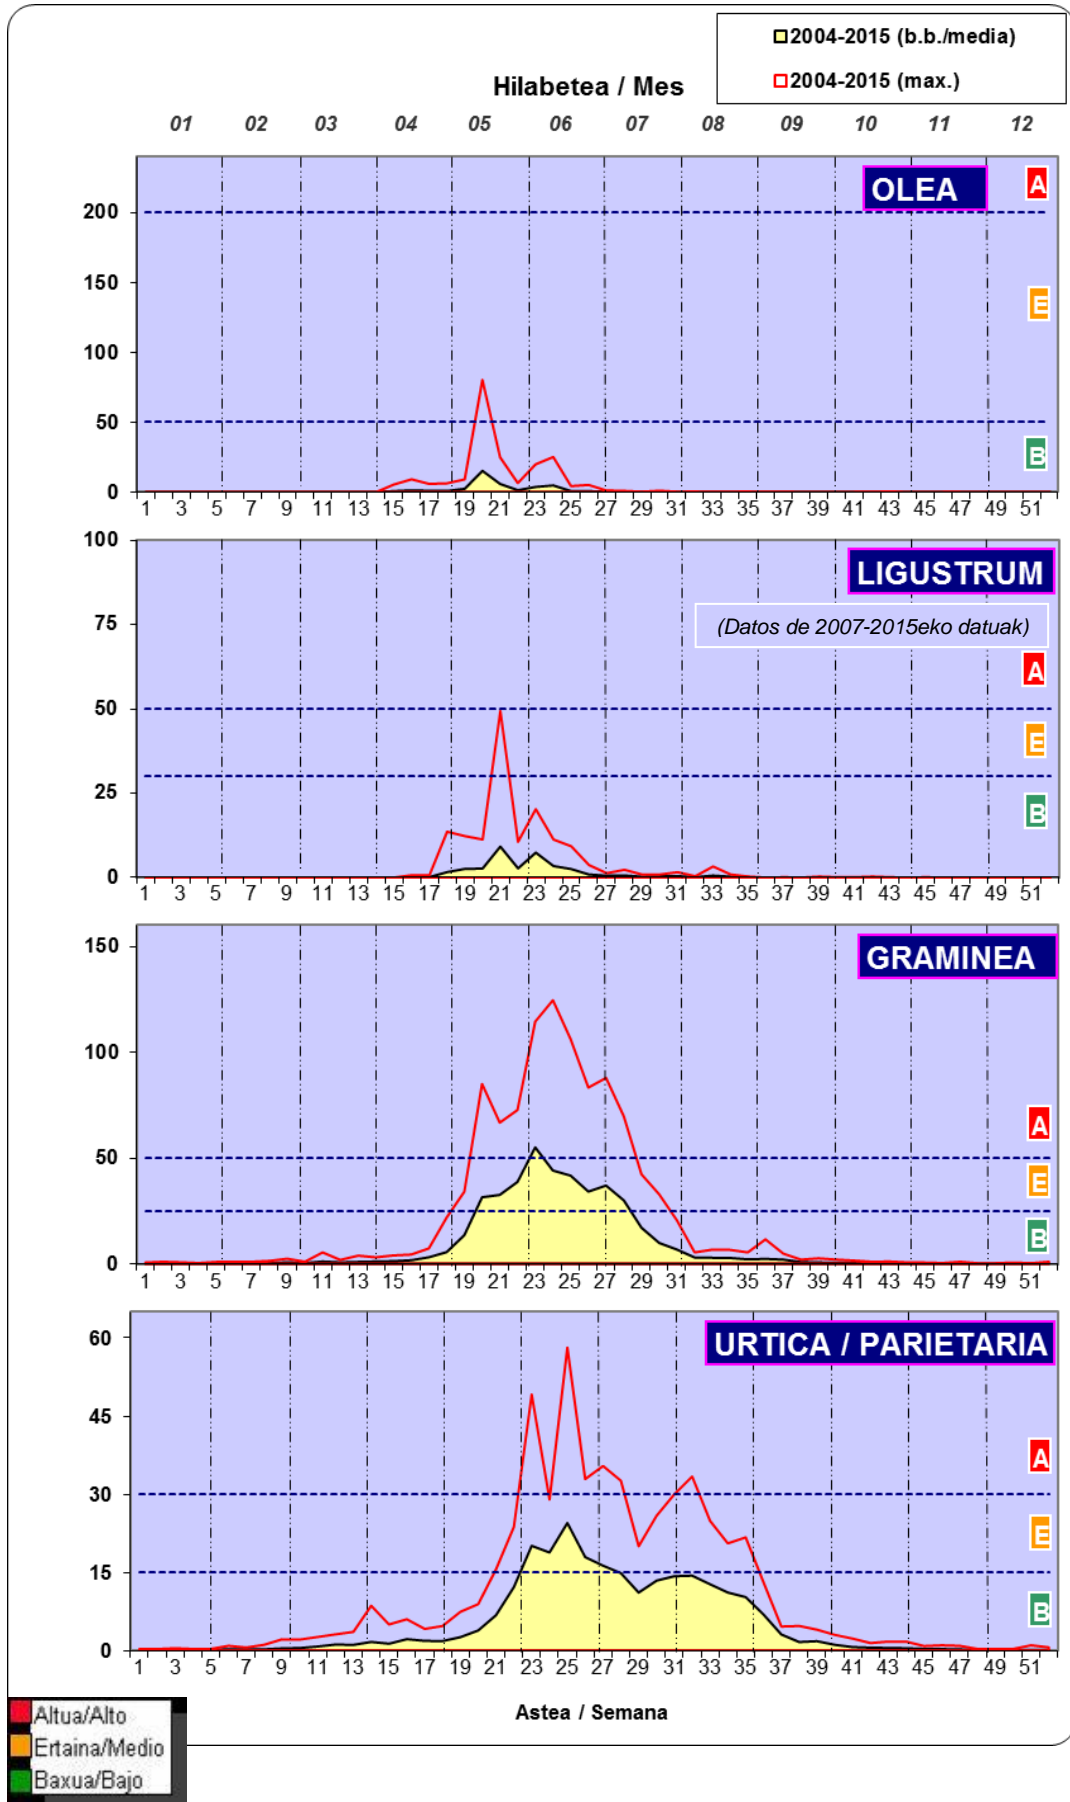 2004-2015 (b.b./media)
2004-2015 (max.)
Hilabetea / Mes
01 02 03 04 05 06 07 08 09 10 11 12
OLEA
A
200
150
E
100
50
B
0
1 3 5 7 9 11 13 15 17 19 21 23 25 27 29 31 33 35 37 39 41 43 45 47 49 51
100
LIGUSTRUM
75
(Datos de 2007-2015eko datuak)
A
50
E
25
B
0
1 3 5 7 9 11 13 15 17 19 21 23 25 27 29 31 33 35 37 39 41 43 45 47 49 51
150
GRAMINEA
100
A
50
E
B
0
1 3 5 7 9 11 13 15 17 19 21 23 25 27 29 31 33 35 37 39 41 43 45 47 49 51
60
URTICA / PARIETARIA
45
A
30
E
15
B
0
1 3 5 7 9 11 13 15 17 19 21 23 25 27 29 31 33 35 37 39 41 43 45 47 49 51
Astea / Semana
Altua/Alto
Ertaina/Medio
Baxua/Bajo